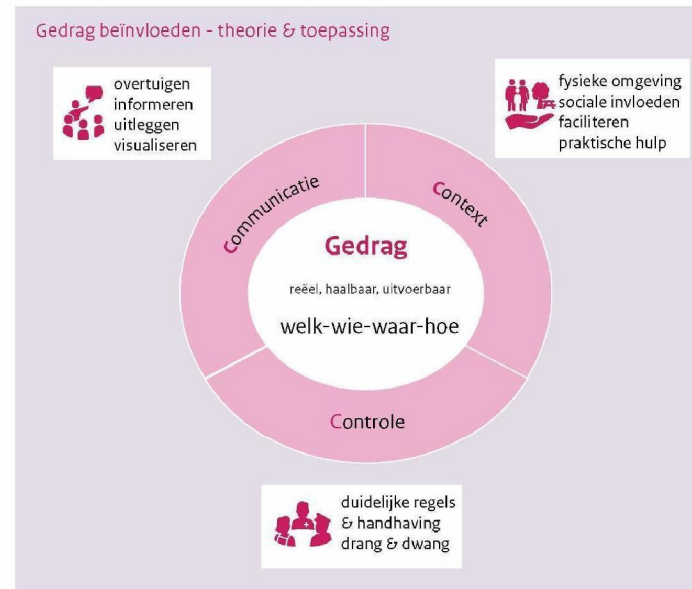 Gedrag beïnvloeden - theorie & toepassing
overtuigen
informeren
uitleggen
visualiseren
fysieke omgeving
sociale invloeden
faciliteren
praktische hulp
Communicatie
Context
Gedrag
reëel, haalbaar, uitvoerbaar
welk-wie-waar-hoe
Controle
duidelijke regels
& handhaving
drang & dwang